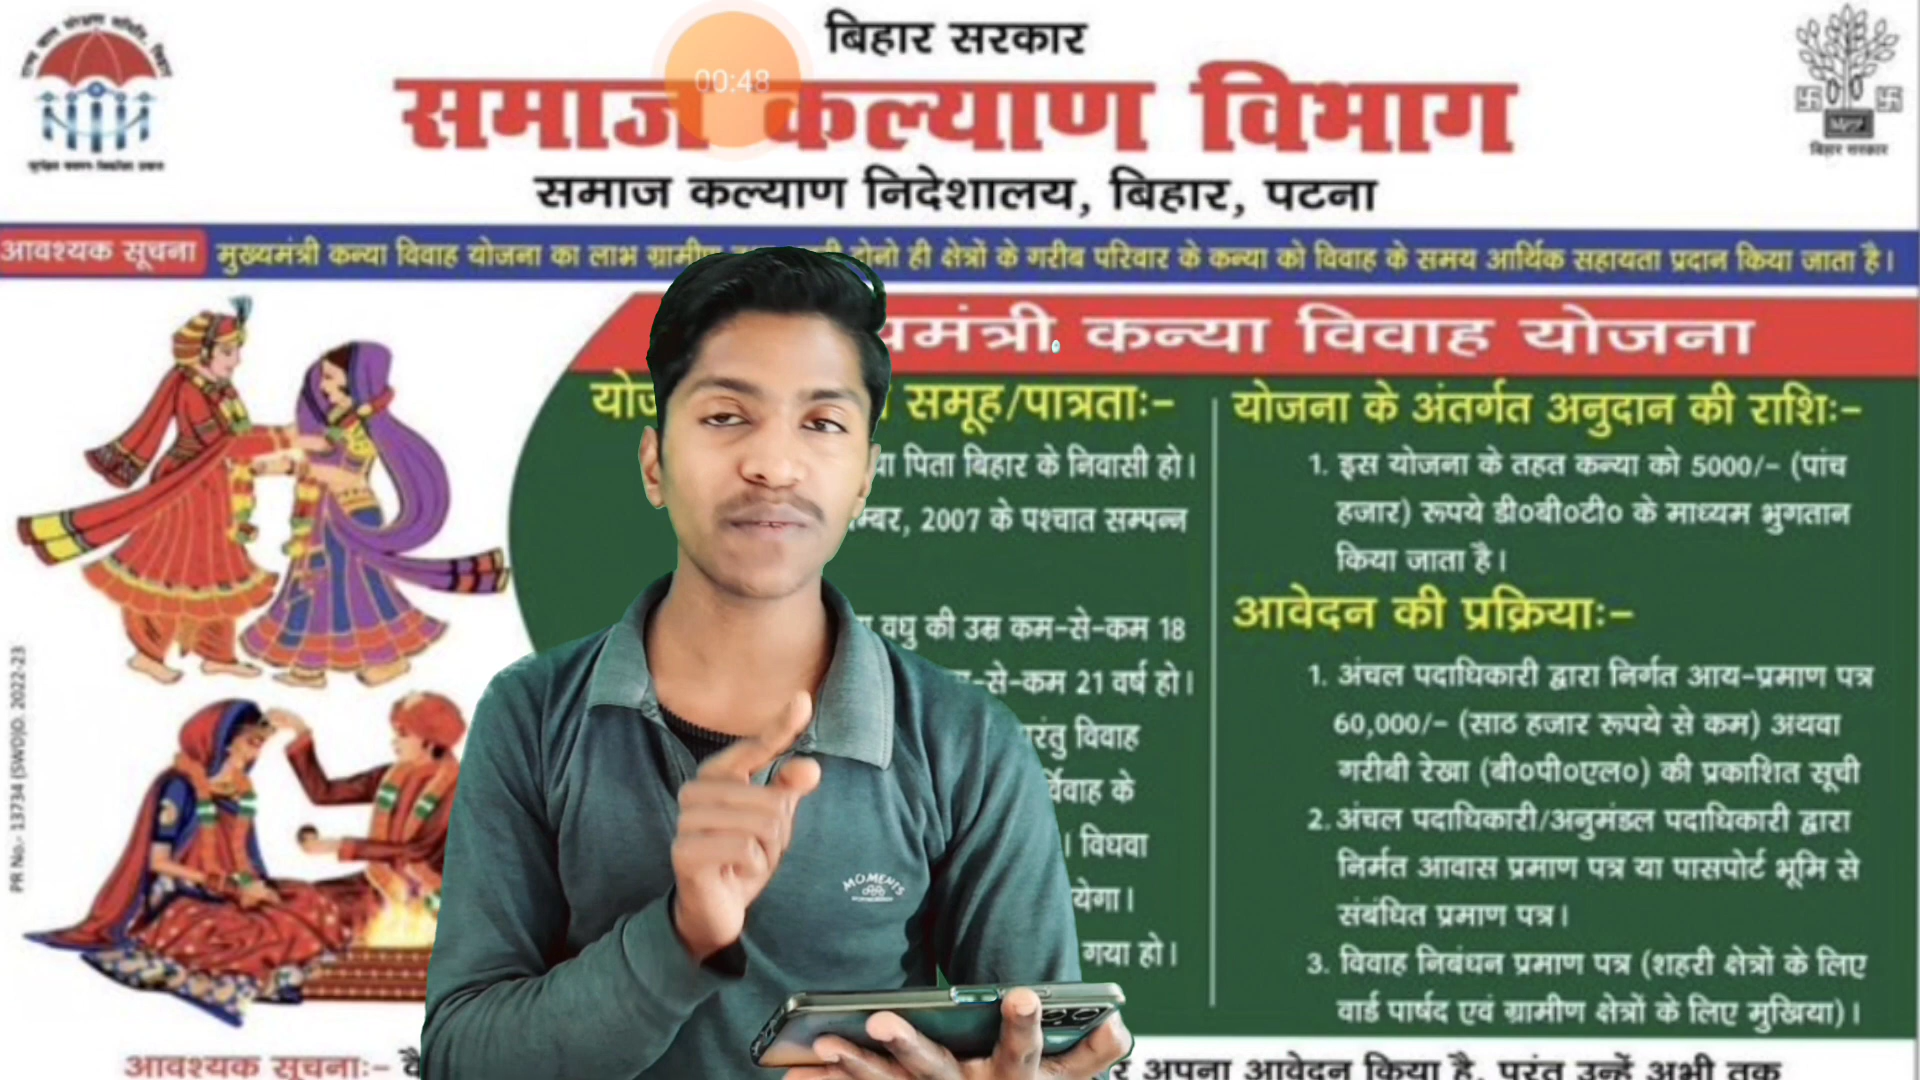 बिहार सरकार
00:48
समाज कल्याण विभाग
समाज कल्याण निदेशालय, बिहार, पटना
बिहार सरकार
आवश्यक सूचना
मुख्यमंत्री कन्या विवाह योजना का लाभ ग्रामीण दोनो ही क्षेत्रों के गरीब परिवार के कन्या को विवाह के समय आर्थिक सहायता प्रदान किया जाता है।
कन्या विवाह योजना
समूह/पात्रताः-
पिता बिहार के निवासी हो।
2007 के पश्चात सम्पन्न
वधु की उम्र कम-से-कम 18
-से-कम 21 वर्ष हो।
विवाह
के
। विधवा
गया हो।
योजना के अंतर्गत अनुदान की राशिः-
1. इस योजना के तहत कन्या को 5000/- (पांच
हजार) रूपये डी०बी०टी० के माध्यम भुगतान
किया जाता है।
आवेदन की प्रक्रियाः-
1. अंचल पदाधिकारी द्वारा निर्गत आय-प्रमाण पत्र
60,000/- (साठ हजार रूपये से कम) अथवा
गरीबी रेखा (बी०पी०एल०) की प्रकाशित सूची
2. अंचल पदाधिकारी/अनुमंडल पदाधिकारी द्वारा
निर्मत आवास प्रमाण पत्र या पासपोर्ट भूमि से
संबंधित प्रमाण पत्र।
3. विवाह निबंधन प्रमाण पत्र (शहरी क्षेत्रों के लिए
वार्ड पार्षद एवं ग्रामीण क्षेत्रों के लिए मुखिया)।
PR No.- 13734 (SWD)D. 2022-23
MOMENTS
आवश्यक सूचनाः-
अपना आवेदन किया है, परंतु उन्हें अभी तक